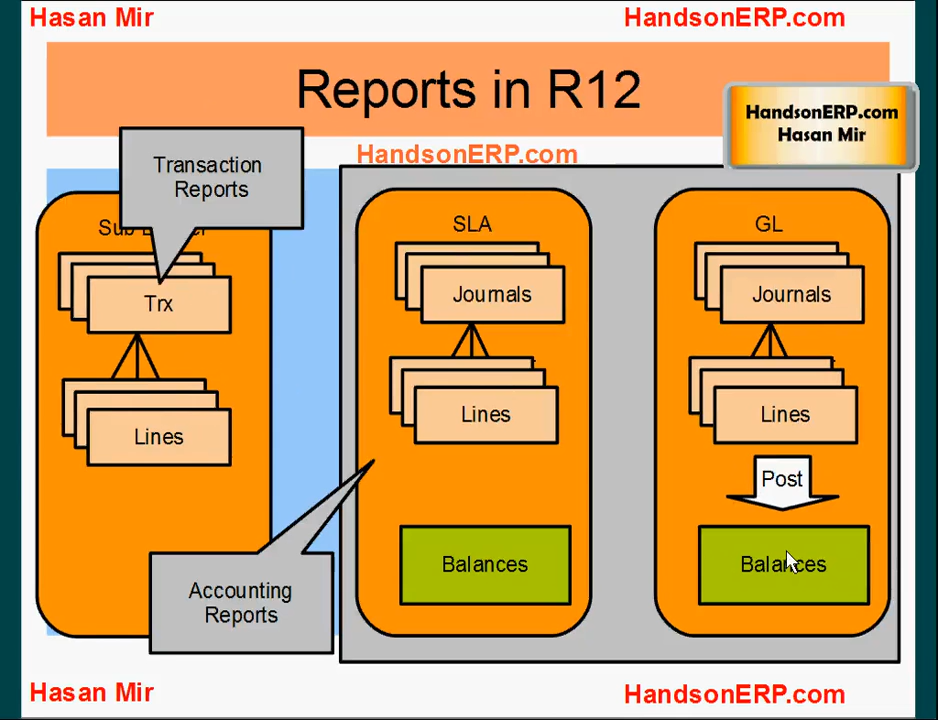 Hasan Mir
HandsonERP.com
Reports in R12
HandsonERP.com
Hasan Mir
HandsonERP.com
Transaction
Reports
SLA
GL
Trx
Journals
Journals
Lines
Lines
Lines
Post
Balances
Balances
Accounting
Reports
Hasan Mir
HandsonERP.com